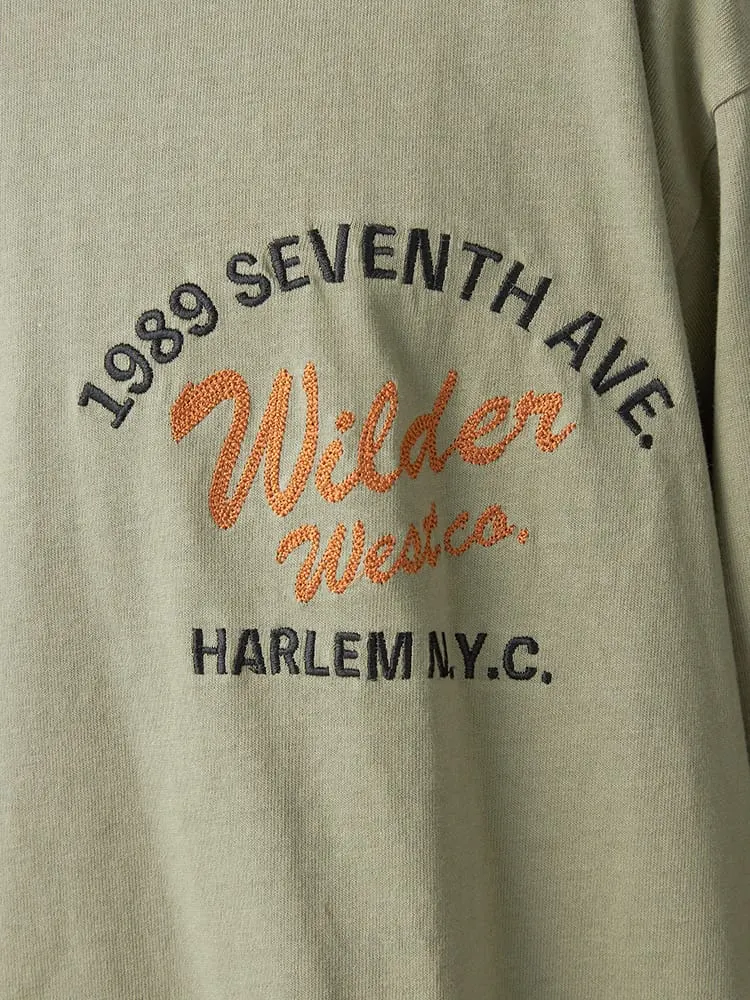 1989 SEVENTH AVE.
Wilder
West co.
HARLEM N.Y.C.